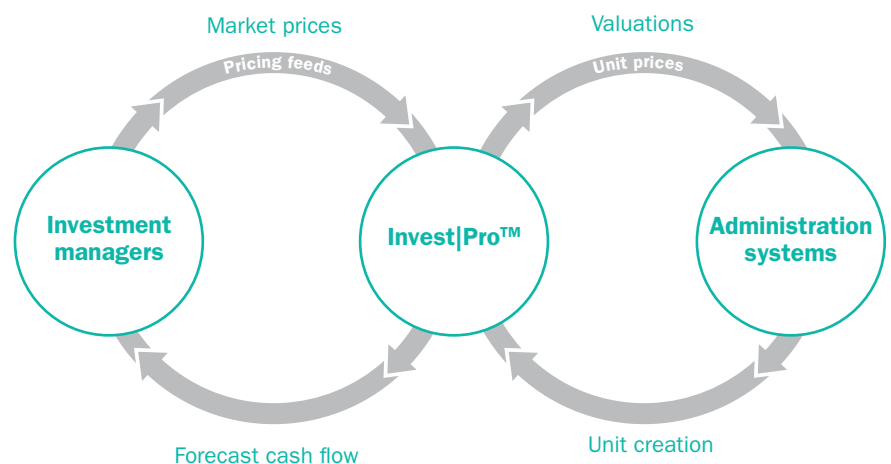 Market prices
Valuations
Pricing feeds
Unit prices
Investment
managers
Invest|Pro™
Administration
systems
Forecast cash flow
Unit creation